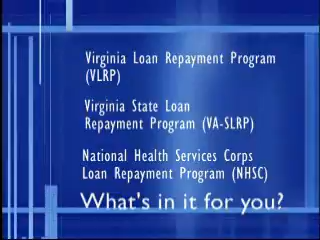 Virginia Loan Repayment Program
(VLRP)
Virginia State Loan
Repayment Program (VA-SLRP)
National Health Services Corps
Loan Repayment Program (NHSC)
What's in it for you?